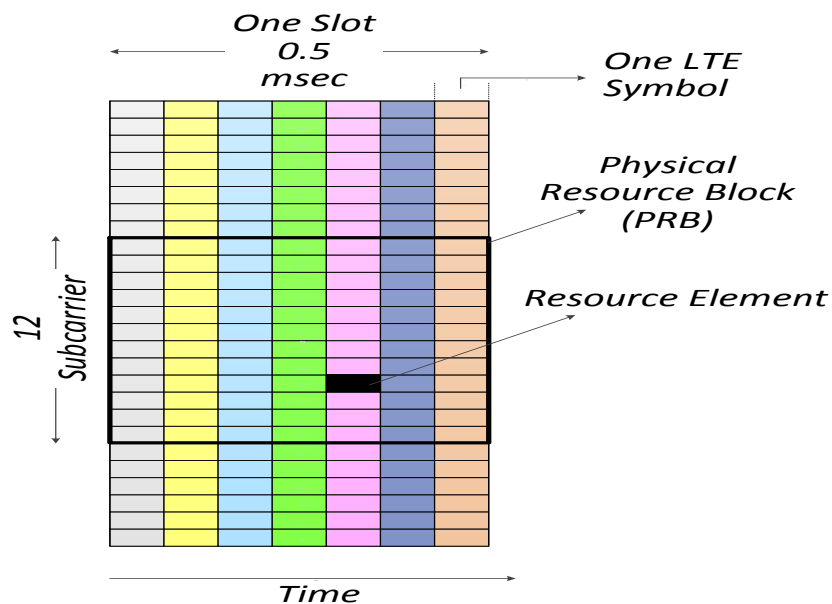 One Slot
0.5
msec
One LTE
Symbol
Physical
Resource Block
(PRB)
Resource Element
12
Subcarrier
Time